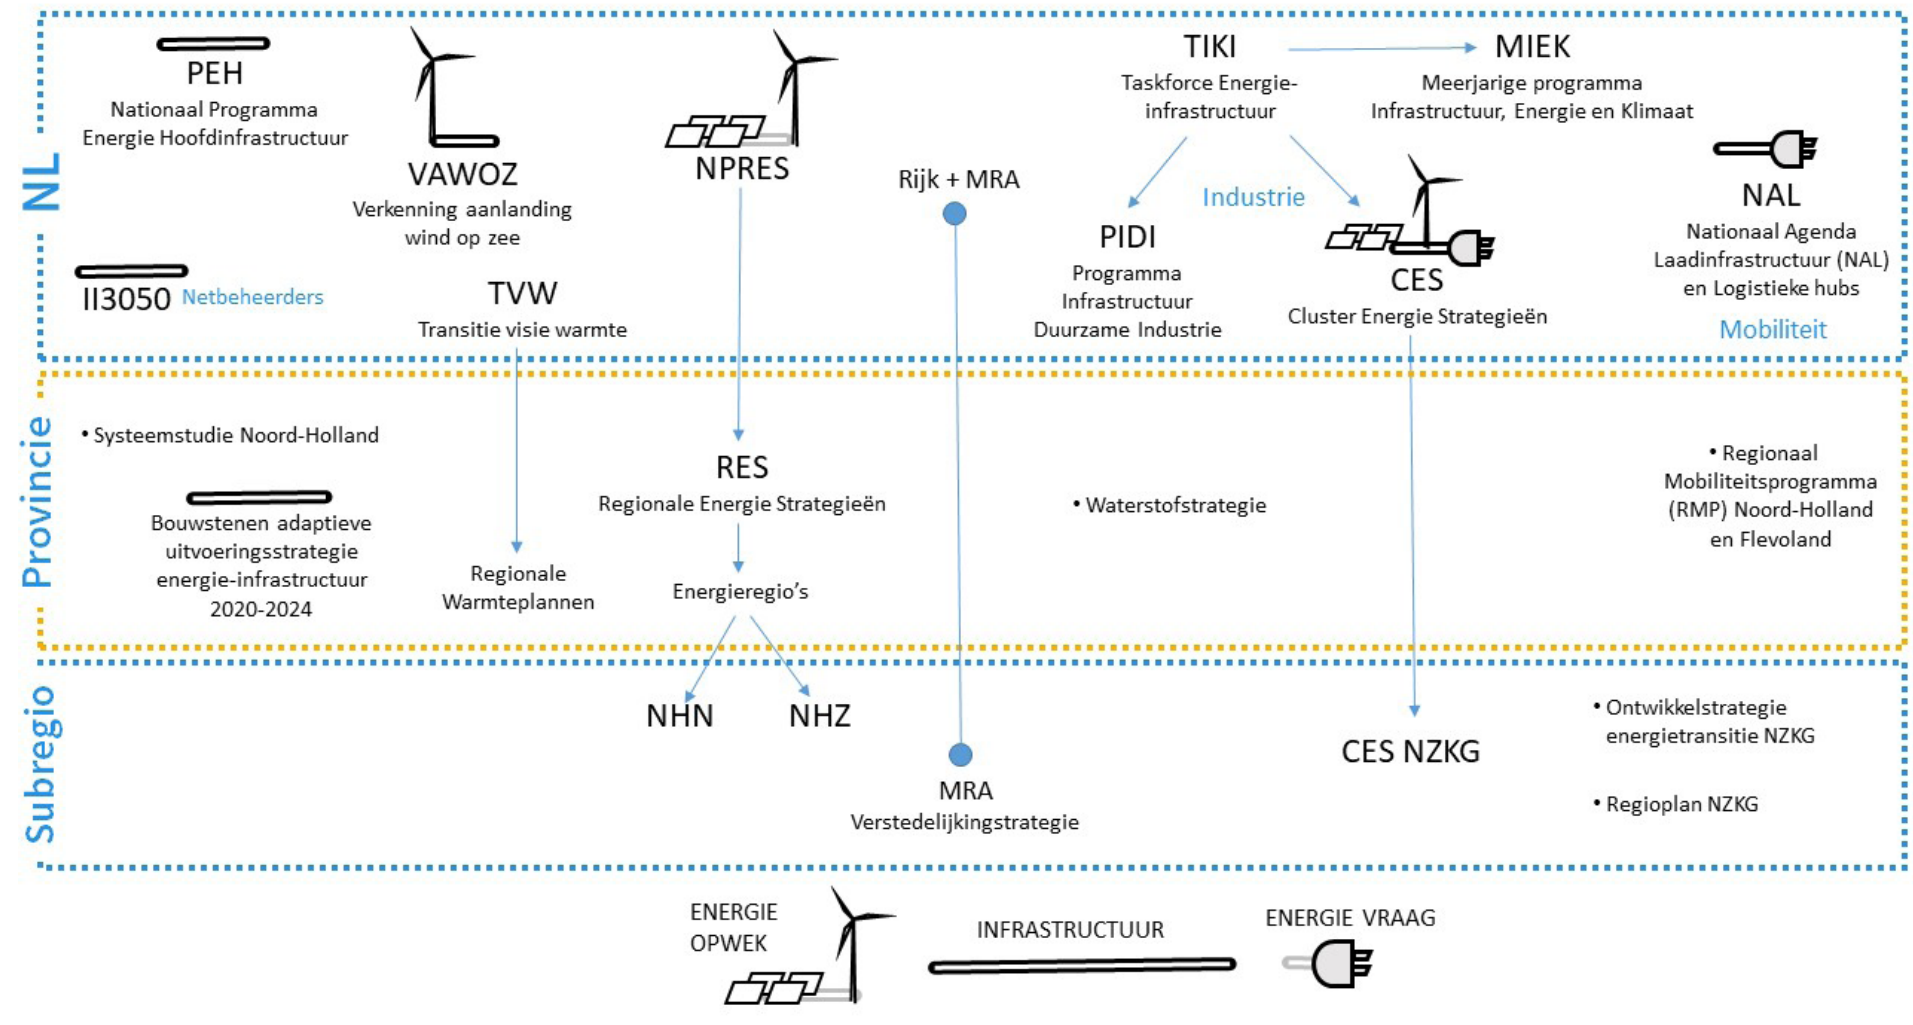 NL
PEH
Nationaal Programma
Energie Hoofdinfrastructuur
VAWOZ
Verkenning aanlanding
wind op zee
NPRES
Rijk + MRA
TIKI
Taskforce Energie-
infrastructuur
MIEK
Meerjarige programma
Infrastructuur, Energie en Klimaat
Industrie
PIDI
Programma
Infrastructuur
Duurzame Industrie
CES
Cluster Energie Strategieën
NAL
Nationaal Agenda
Laadinfrastructuur (NAL)
en Logistieke hubs
Mobiliteit
II3050 Netbeheerders
TVW
Transitie visie warmte
Provincie
• Systeemstudie Noord-Holland
Bouwstenen adaptieve
uitvoeringsstrategie
energie-infrastructuur
2020-2024
Regionale
Warmteplannen
RES
Regionale Energie Strategieën
Energieregio’s
• Waterstofstrategie
• Regionaal
Mobiliteitsprogramma
(RMP) Noord-Holland
en Flevoland
Subregio
NHN
NHZ
MRA
Verstedelijkingstrategie
CES NZKG
• Ontwikkelstrategie
energietransitie NZKG
• Regioplan NZKG
ENERGIE
OPWEK
INFRASTRUCTUUR
ENERGIE VRAAG